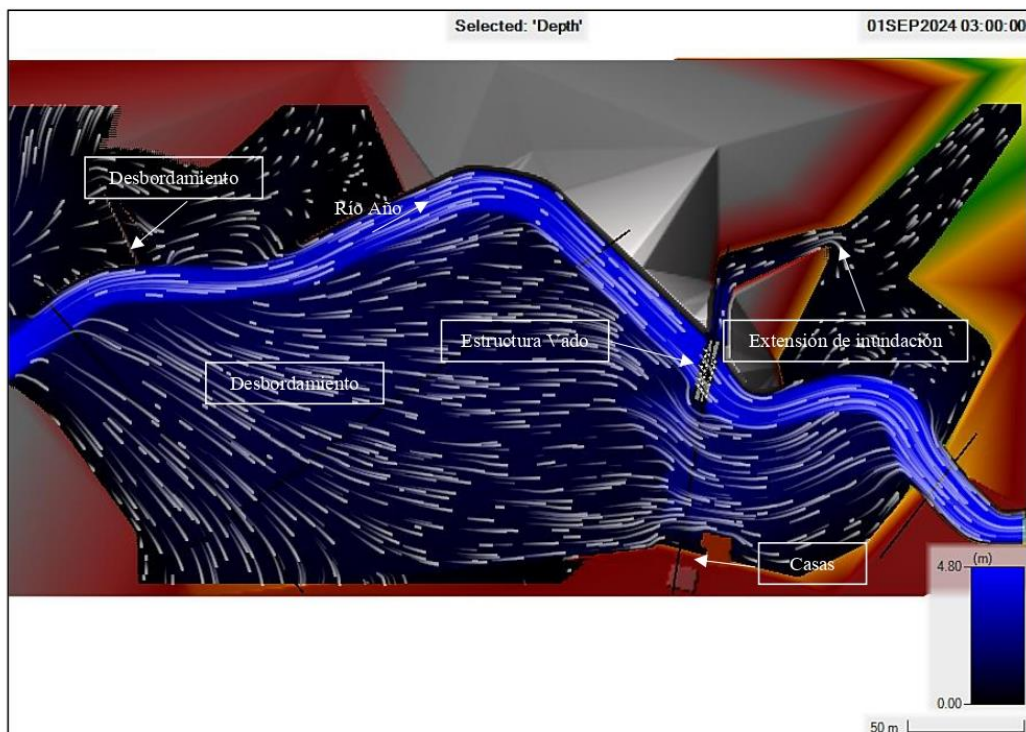 Selected: 'Depth'
01SEP2024 03:00:00
Desbordamiento
Río Año
Estructura Vado
Extensión de inundación
Desbordamiento
Casas
4.80
(m)
0.00
50 m